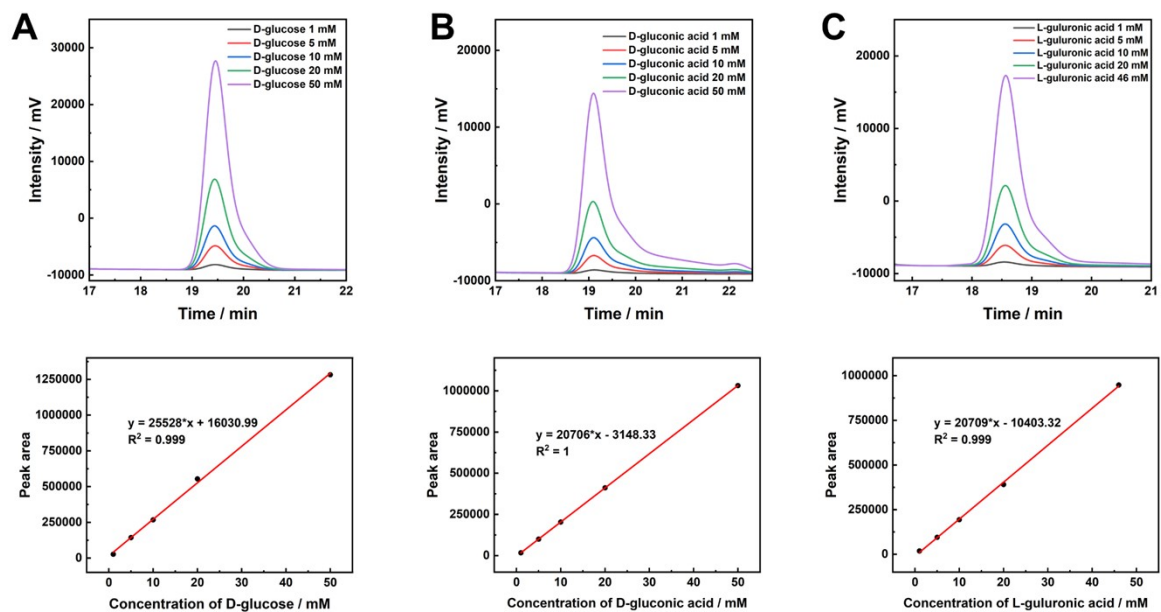 A
D-glucose 1 mM
D-glucose 5 mM
D-glucose 10 mM
D-glucose 20 mM
D-glucose 50 mM
30000
20000
10000
0
-10000
Intensity / mV
17
18
19
20
21
22
Time / min
B
D-gluconic acid 1 mM
D-gluconic acid 5 mM
D-gluconic acid 10 mM
D-gluconic acid 20 mM
D-gluconic acid 50 mM
20000
10000
0
-10000
Intensity / mV
17
18
19
20
21
22
Time / min
C
L-guluronic acid 1 mM
L-guluronic acid 5 mM
L-guluronic acid 10 mM
L-guluronic acid 20 mM
L-guluronic acid 46 mM
20000
10000
0
-10000
Intensity / mV
17
18
19
20
21
Time / min
1250000
1000000
750000
500000
250000
0
Peak area
y = 25528*x + 16030.99
R² = 0.999
0
10
20
30
40
50
Concentration of D-glucose / mM
1000000
750000
500000
250000
0
Peak area
y = 20706*x - 3148.33
R² = 1
0
10
20
30
40
50
Concentration of D-gluconic acid / mM
1000000
750000
500000
250000
0
Peak area
y = 20709*x - 10403.32
R² = 0.999
0
10
20
30
40
50
Concentration of L-guluronic acid / mM